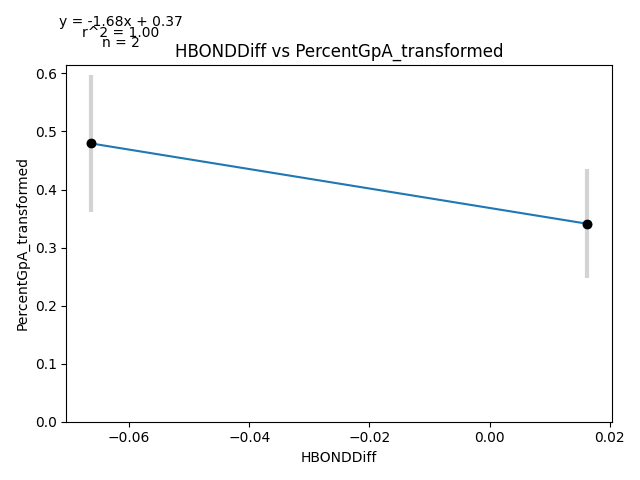 y = -1.68x + 0.37
r^2 = 1.00
n = 2
HBONDDiff vs PercentGpA_transformed
0.6
0.5
0.4
0.3
0.2
0.1
0.0
PercentGpA_transformed
−0.06
−0.04
−0.02
0.00
0.02
HBONDDiff